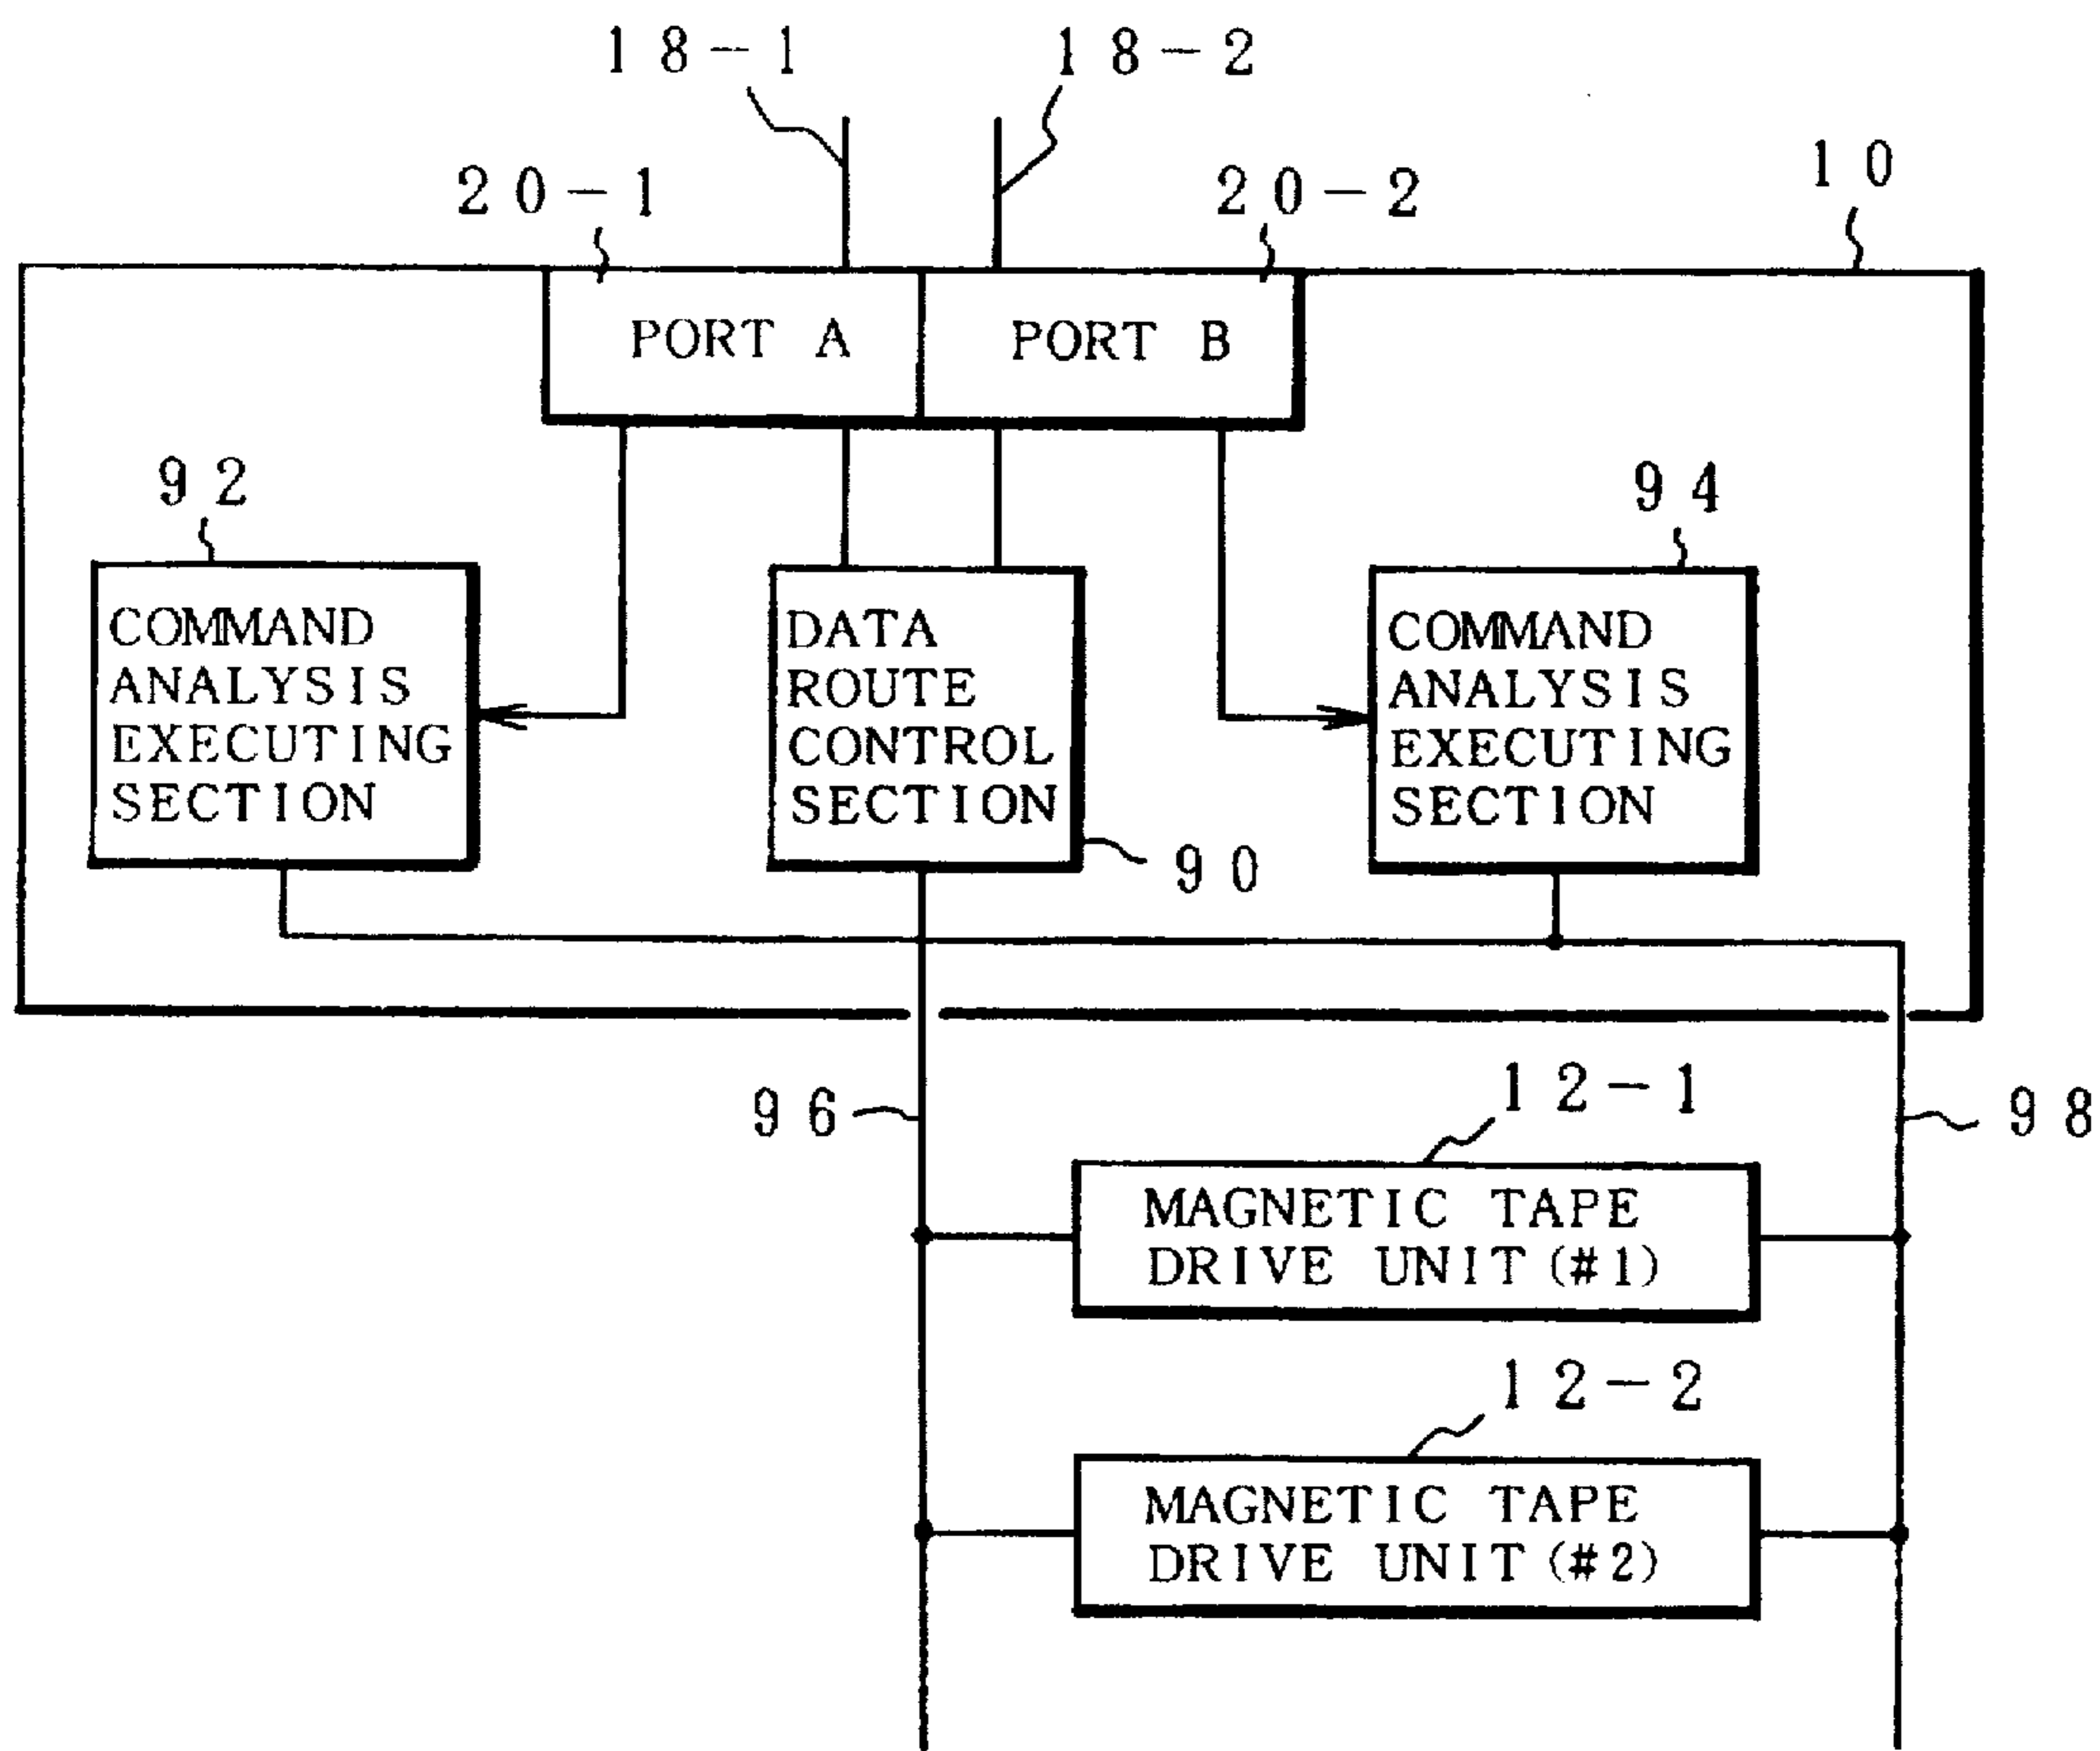 18-1
18-2
20-1
20-2
10
PORT A
PORT B
92
94
COMMAND
ANALYSIS
EXECUTING
SECTION
DATA
ROUTE
CONTROL
SECTION
COMMAND
ANALYSIS
EXECUTING
SECTION
90
96
12-1
98
MAGNETIC TAPE
DRIVE UNIT (#1)
12-2
MAGNETIC TAPE
DRIVE UNIT (#2)